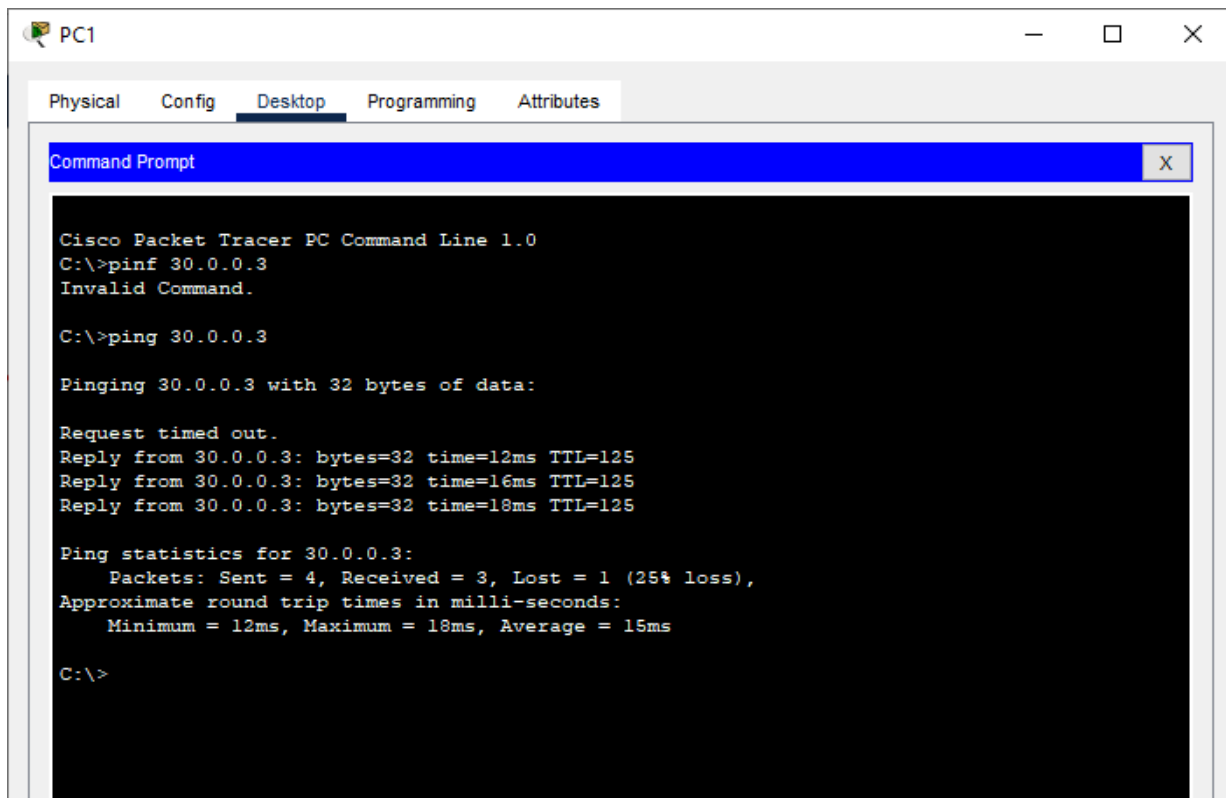 PC1
Physical Config Desktop Programming Attributes
Command Prompt X
Cisco Packet Tracer PC Command Line 1.0
C:\>pinf 30.0.0.3
Invalid Command.
C:\>ping 30.0.0.3
Pinging 30.0.0.3 with 32 bytes of data:
Request timed out.
Reply from 30.0.0.3: bytes=32 time=12ms TTL=125
Reply from 30.0.0.3: bytes=32 time=16ms TTL=125
Reply from 30.0.0.3: bytes=32 time=18ms TTL=125
Ping statistics for 30.0.0.3:
Packets: Sent = 4, Received = 3, Lost = 1 (25% loss),
Approximate round trip times in milli-seconds:
Minimum = 12ms, Maximum = 18ms, Average = 15ms
C:\>